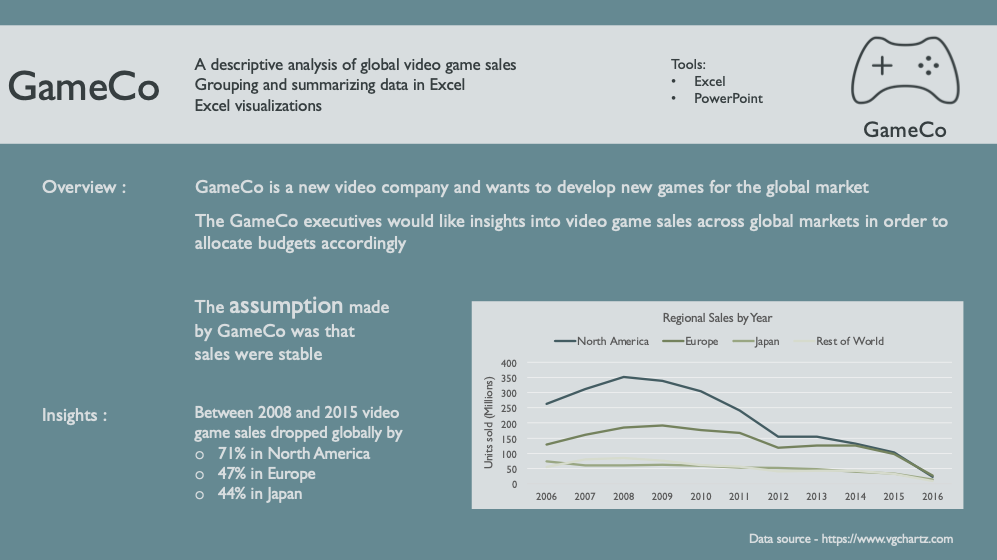 GameCo
A descriptive analysis of global video game sales
Grouping and summarizing data in Excel
Excel visualizations
Tools:
• Excel
• PowerPoint
GameCo
Overview :
GameCo is a new video company and wants to develop new games for the global market
The GameCo executives would like insights into video game sales across global markets in order to
allocate budgets accordingly
The assumption made
by GameCo was that
sales were stable
Insights :
Between 2008 and 2015 video
game sales dropped globally by
o 71% in North America
o 47% in Europe
o 44% in Japan
Regional Sales by Year
North America Europe Japan Rest of World
Units sold (Millions)
400
350
300
250
200
150
100
50
0
2006 2007 2008 2009 2010 2011 2012 2013 2014 2015 2016
Data source - https://www.vgchartz.com